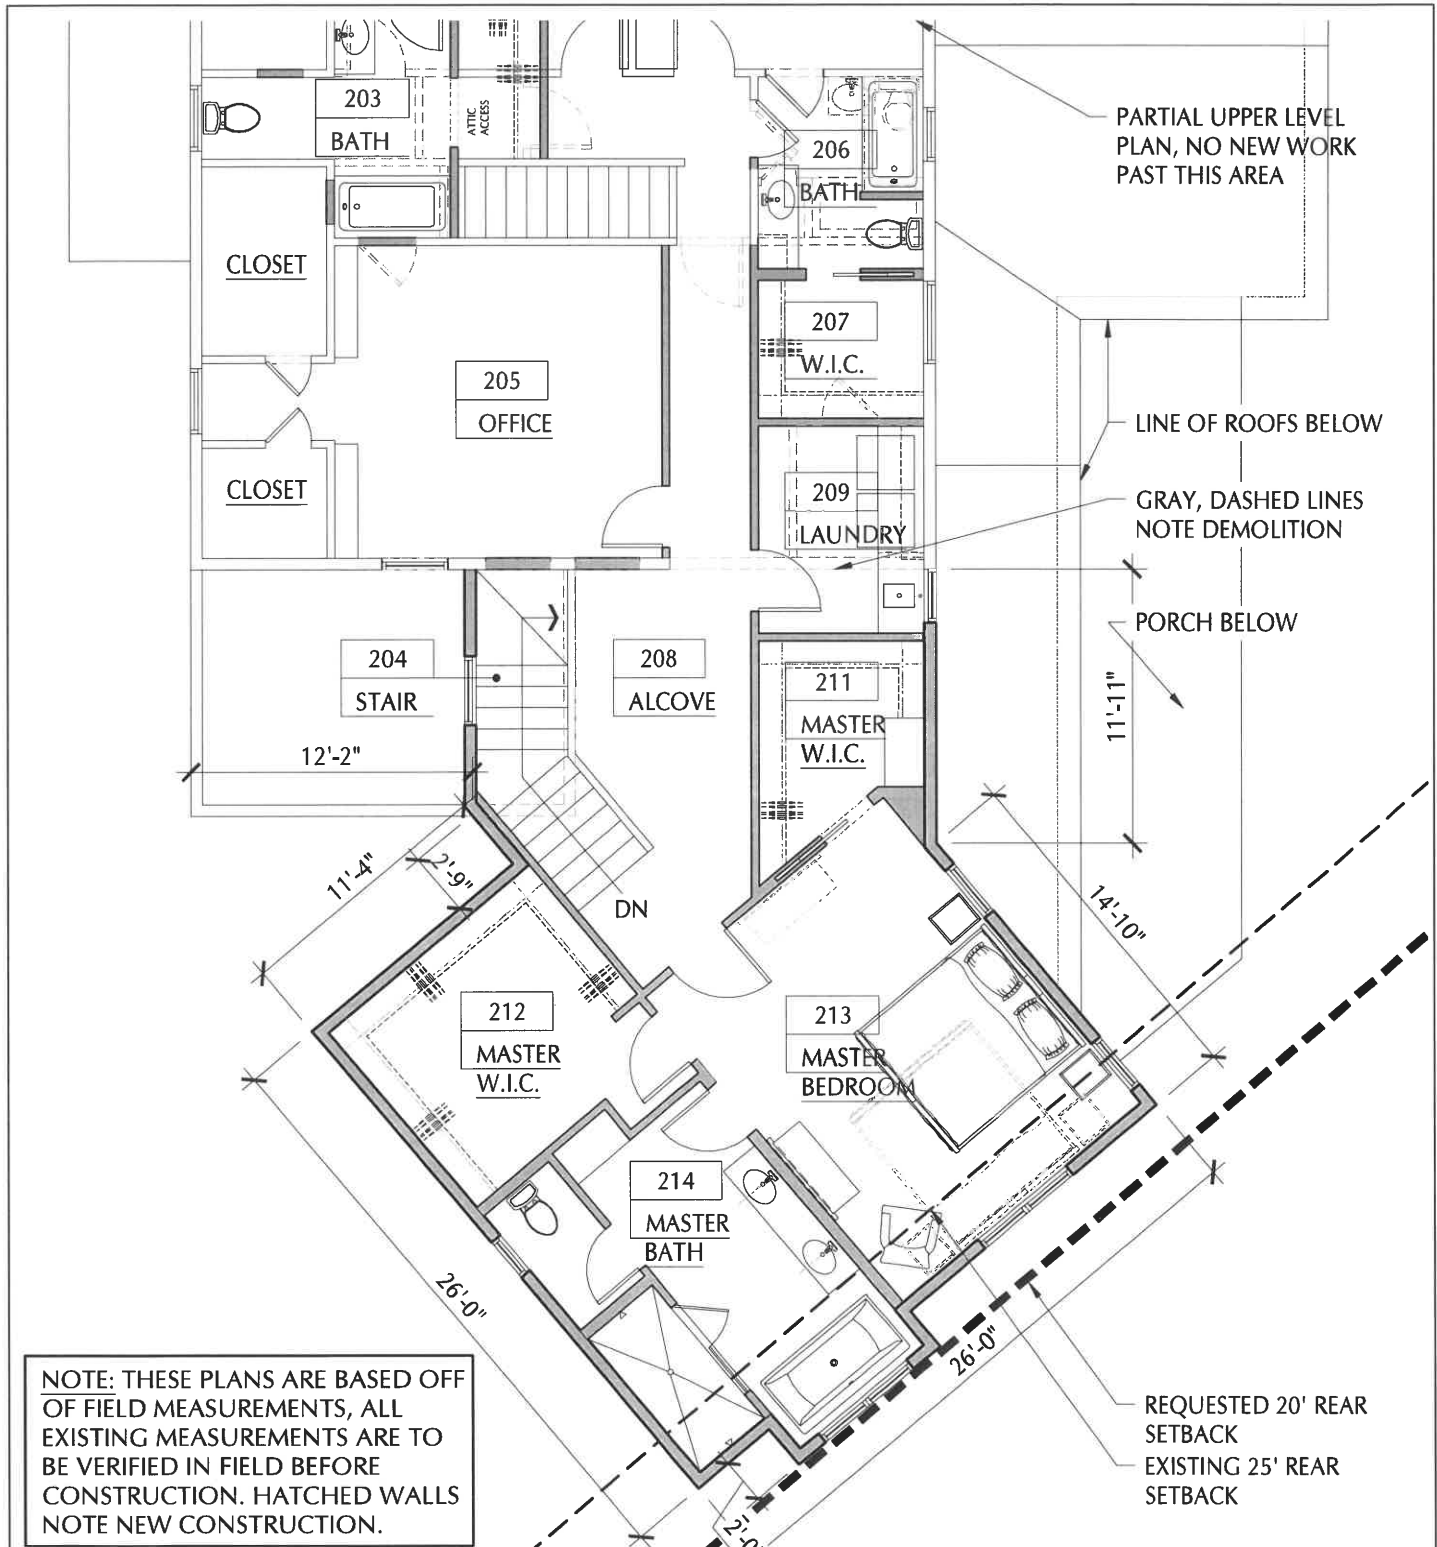 203
BATH
ATTIC
ACCESS
206
BATH
PARTIAL UPPER LEVEL
PLAN, NO NEW WORK
PAST THIS AREA
CLOSET
207
W.I.C.
205
OFFICE
LINE OF ROOFS BELOW
CLOSET
209
LAUNDRY
GRAY, DASHED LINES
NOTE DEMOLITION
PORCH BELOW
204
STAIR
208
ALCOVE
211
MASTER
W.I.C.
11'-11"
12'-2"
11'-4"
2'-9"
DN
14'-10"
212
MASTER
W.I.C.
213
MASTER
BEDROOM
214
MASTER
BATH
26'-0"
26'-0"
2'-0"
REQUESTED 20' REAR
SETBACK
EXISTING 25' REAR
SETBACK
NOTE: THESE PLANS ARE BASED OFF
OF FIELD MEASUREMENTS, ALL
EXISTING MEASUREMENTS ARE TO
BE VERIFIED IN FIELD BEFORE
CONSTRUCTION. HATCHED WALLS
NOTE NEW CONSTRUCTION.